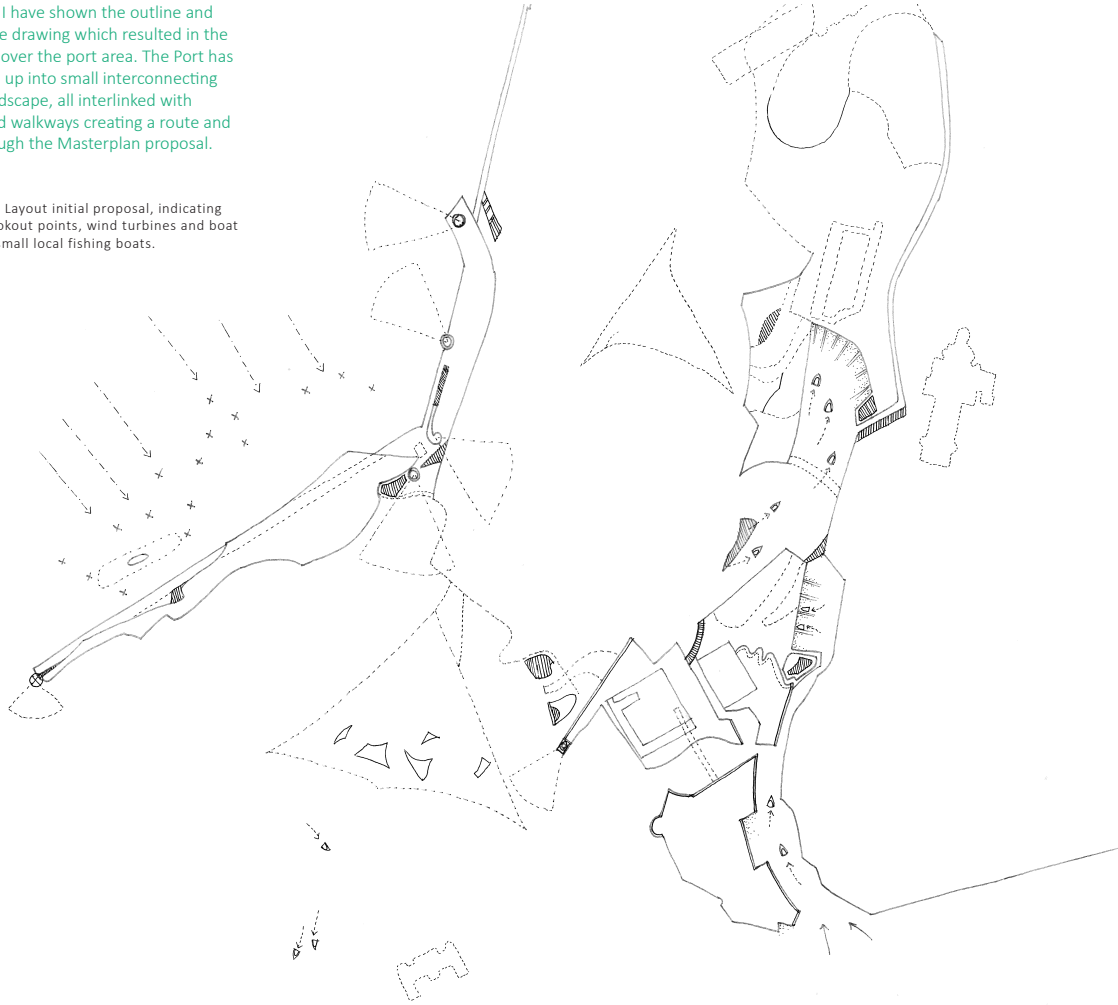 I have shown the outline and
e drawing which resulted in the
over the port area. The Port has
up into small interconnecting
dscape, all interlinked with
d walkways creating a route and
ugh the Masterplan proposal.
Layout initial proposal, indicating
okout points, wind turbines and boat
small local fishing boats.